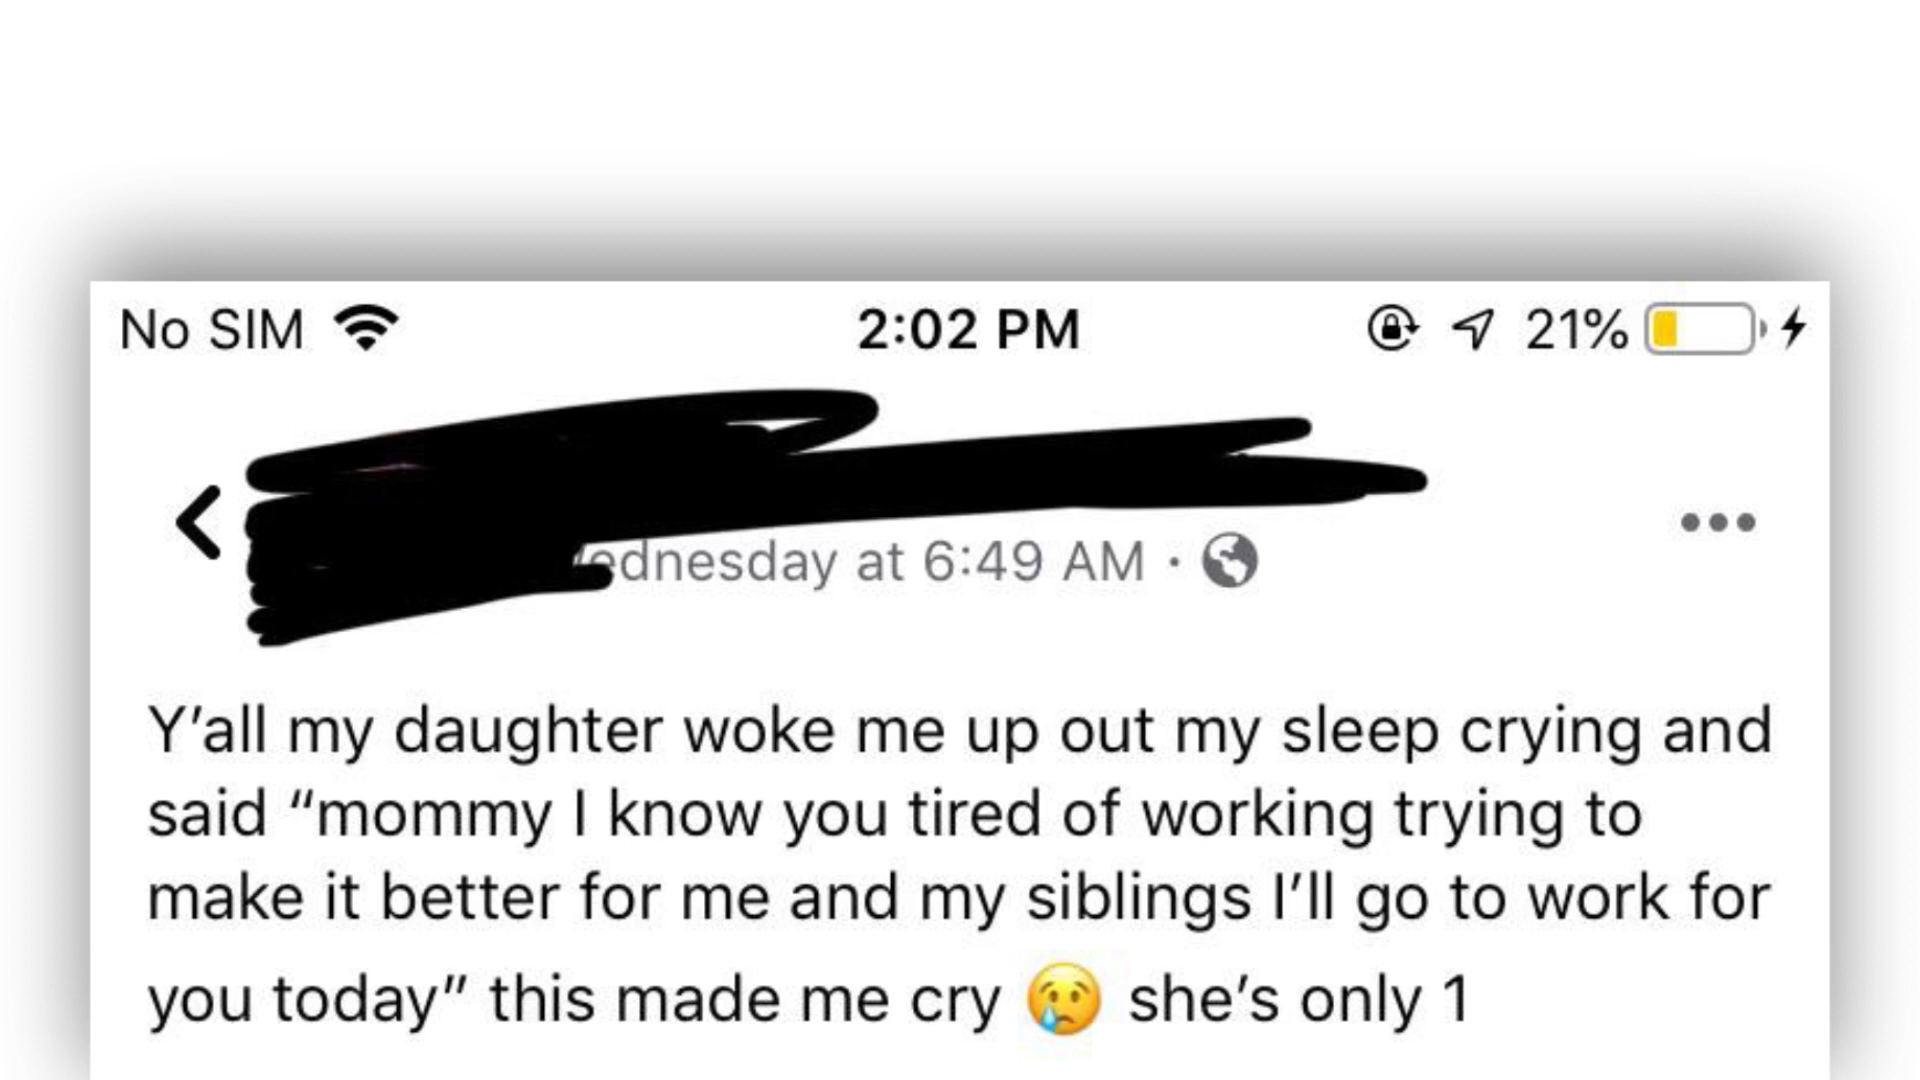 No SIM 2:02 PM 21%
ednesday at 6:49 AM ·
Y’all my daughter woke me up out my sleep crying and
said “mommy I know you tired of working trying to
make it better for me and my siblings I’ll go to work for
you today” this made me cry 😢 she’s only 1